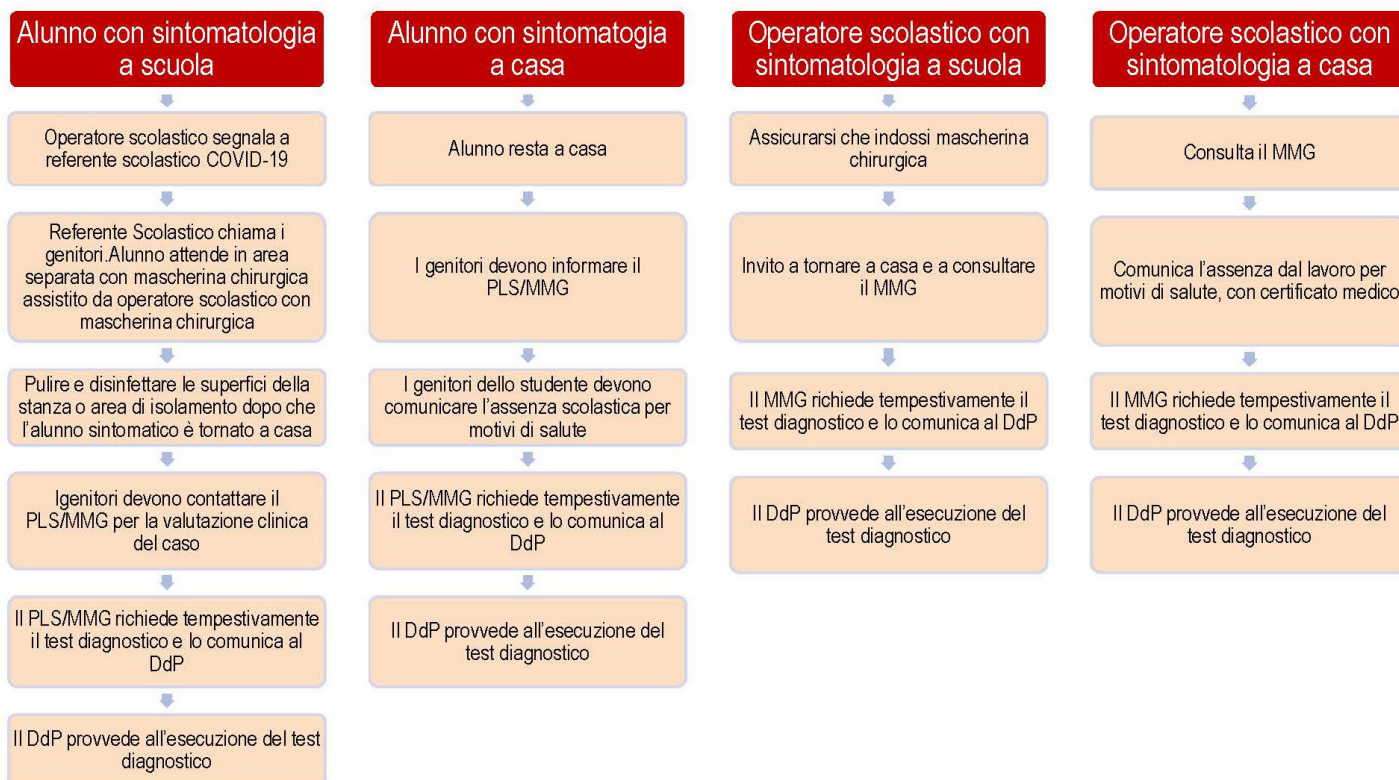 Alunno con sintomatologia
a scuola
Operatore scolastico segnala a
referente scolastico COVID-19
Referente Scolastico chiama i
genitori.Alunno attende in area
separata con mascherina chirurgica
assistito da operatore scolastico con
mascherina chirurgica
Pulire e disinfettare le superfici della
stanza o area di isolamento dopo che
l'alunno sintomatico è tornato a casa
Igenitori devono contattare il
PLS/MMG per la valutazione clinica
del caso
Il PLS/MMG richiede tempestivamente
il test diagnostico e lo comunica al
DdP
Il DdP provvede all'esecuzione del test
diagnostico
Alunno con sintomatogia
a casa
Alunno resta a casa
I genitori devono informare il
PLS/MMG
I genitori dello studente devono
comunicare l'assenza scolastica per
motivi di salute
Il PLS/MMG richiede tempestivamente
il test diagnostico e lo comunica al
DdP
Il DdP provvede all'esecuzione del
test diagnostico
Operatore scolastico con
sintomatologia a scuola
Assicurarsi che indossi mascherina
chirurgica
Invito a tornare a casa e a consultare
il MMG
Il MMG richiede tempestivamente il
test diagnostico e lo comunica al DdP
Il DdP provvede all'esecuzione del
test diagnostico
Operatore scolastico con
sintomatologia a casa
Consulta il MMG
Comunica l'assenza dal lavoro per
motivi di salute, con certificato medico
Il MMG richiede tempestivamente il
test diagnostico e lo comunica al DdP
Il DdP provvede all'esecuzione del
test diagnostico